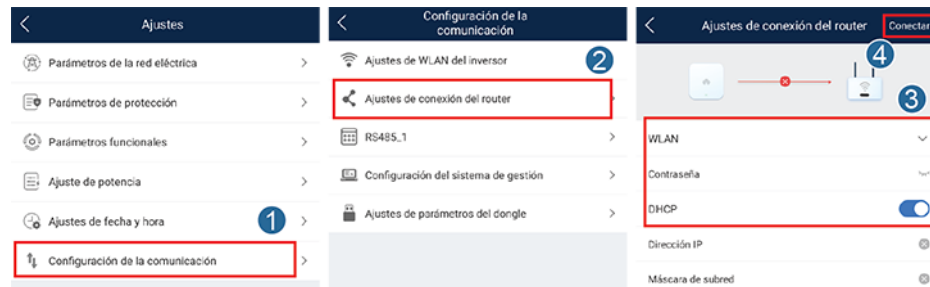 Ajustes
Parámetros de la red eléctrica
Parámetros de protección
Parámetros funcionales
Ajuste de potencia
Ajustes de fecha y hora
1
Configuración de la comunicación
Configuración de la
comunicación
Ajustes de WLAN del inversor
2
Ajustes de conexión del router
RS485_1
Configuración del sistema de gestión
Ajustes de parámetros del dongle
Ajustes de conexión del router
Conectar
4
3
WLAN
Contraseña
DHCP
Dirección IP
Máscara de subred